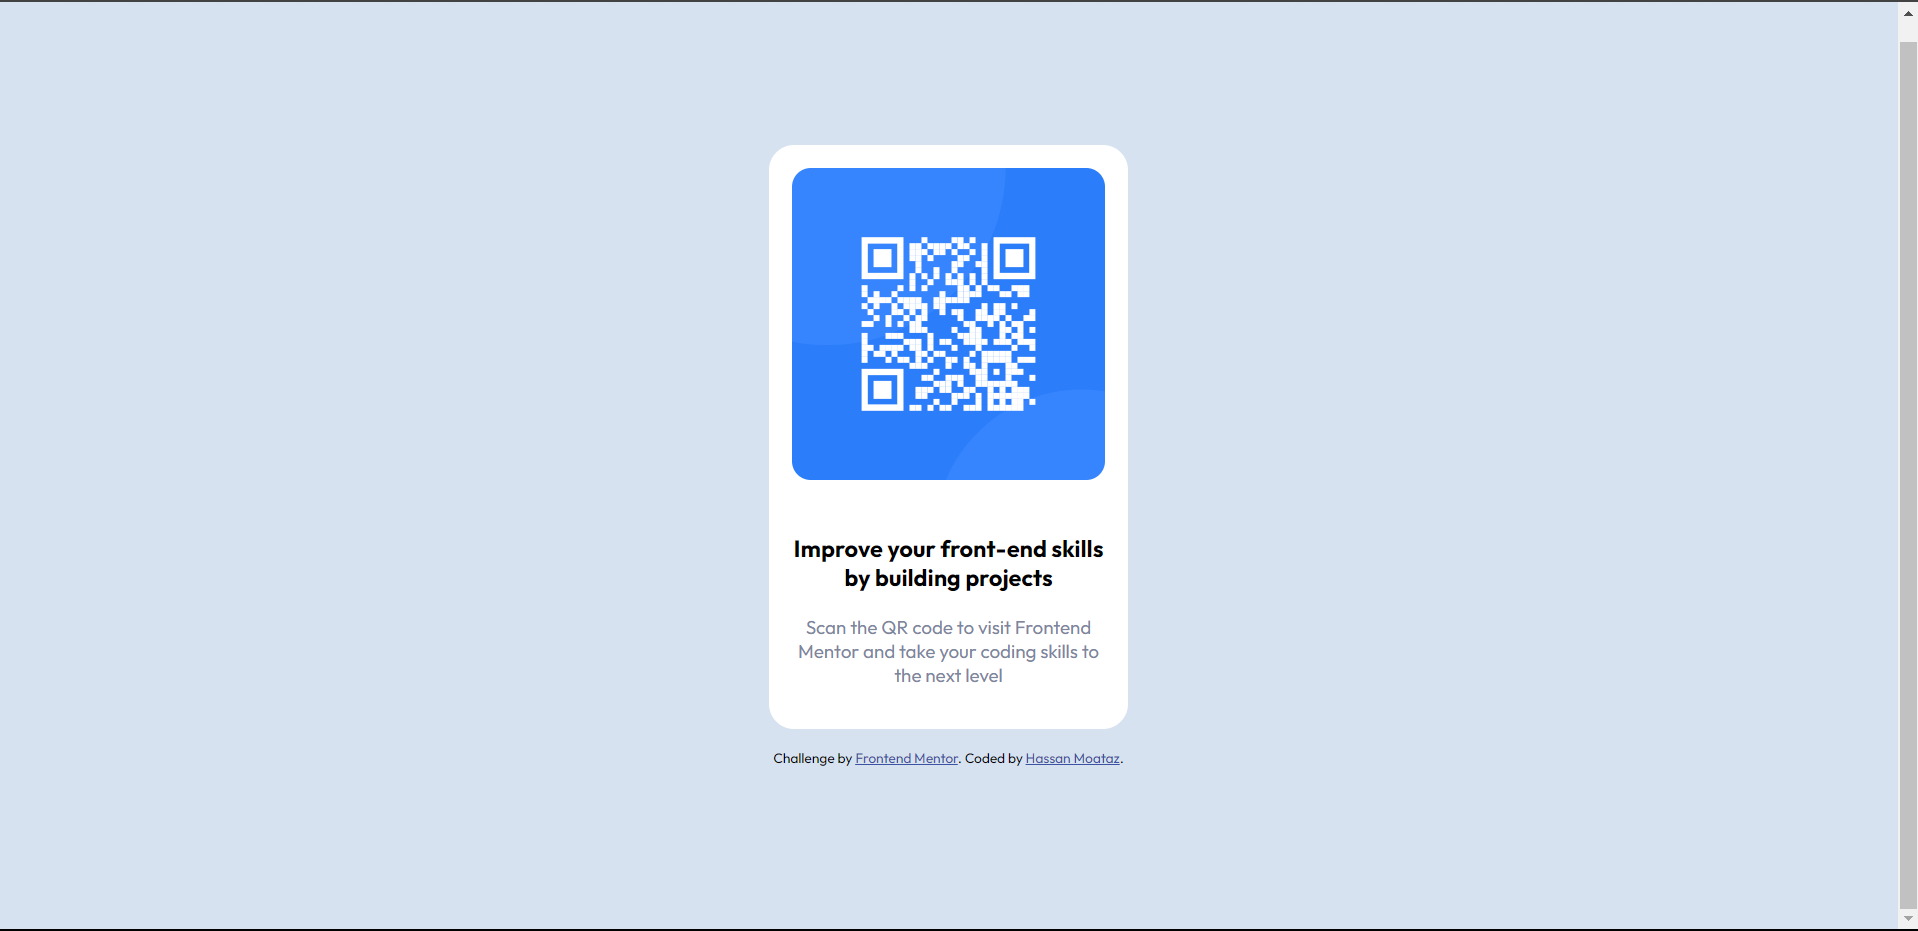 Improve your front-end skills
by building projects
Scan the QR code to visit Frontend
Mentor and take your coding skills to
the next level
Challenge by Frontend Mentor. Coded by Hassan Moataz.